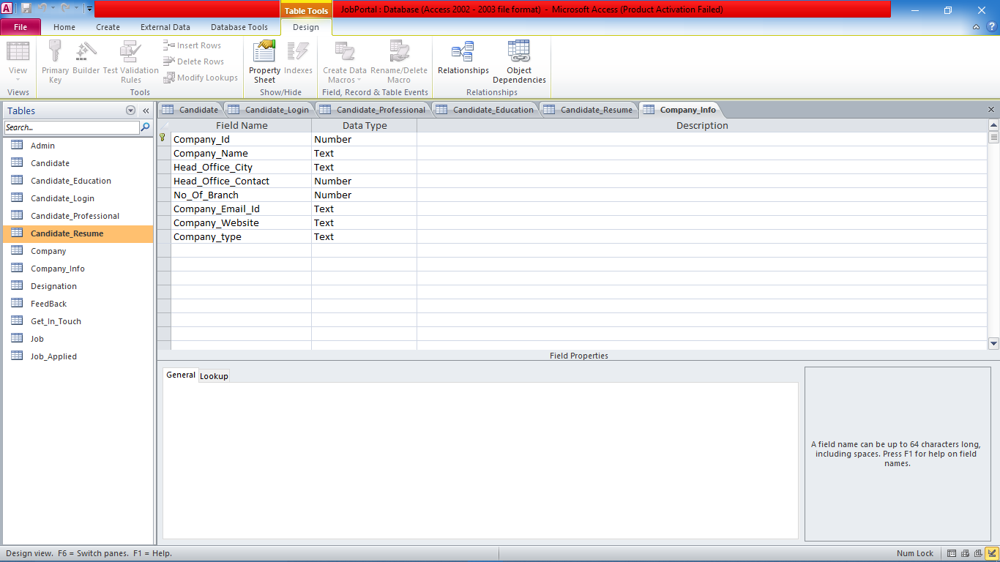 Table Tools
JobPortal : Database (Access 2002 - 2003 file format)  -  Microsoft Access (Product Activation Failed)
File Home Create External Data Database Tools Design
View
Views
Primary Key
Builder
Test Validation Rules
Insert Rows
Delete Rows
Modify Lookups
Tools
Property Sheet
Indexes
Show/Hide
Create Data Macros
Rename/Delete Macro
Field, Record & Table Events
Relationships
Object Dependencies
Relationships
Tables
Search...
Admin
Candidate
Candidate_Education
Candidate_Login
Candidate_Professional
Candidate_Resume
Company
Company_Info
Designation
FeedBack
Get_In_Touch
Job
Job_Applied
Candidate Candidate_Login Candidate_Professional Candidate_Education Candidate_Resume Company_Info
Field Name Data Type Description
Company_Id Number
Company_Name Text
Head_Office_City Text
Head_Office_Contact Number
No_Of_Branch Number
Company_Email_Id Text
Company_Website Text
Company_type Text
Field Properties
General Lookup
A field name can be up to 64 characters long,
including spaces. Press F1 for help on field
names.
Design view.  F6 = Switch panes.  F1 = Help.
Num Lock